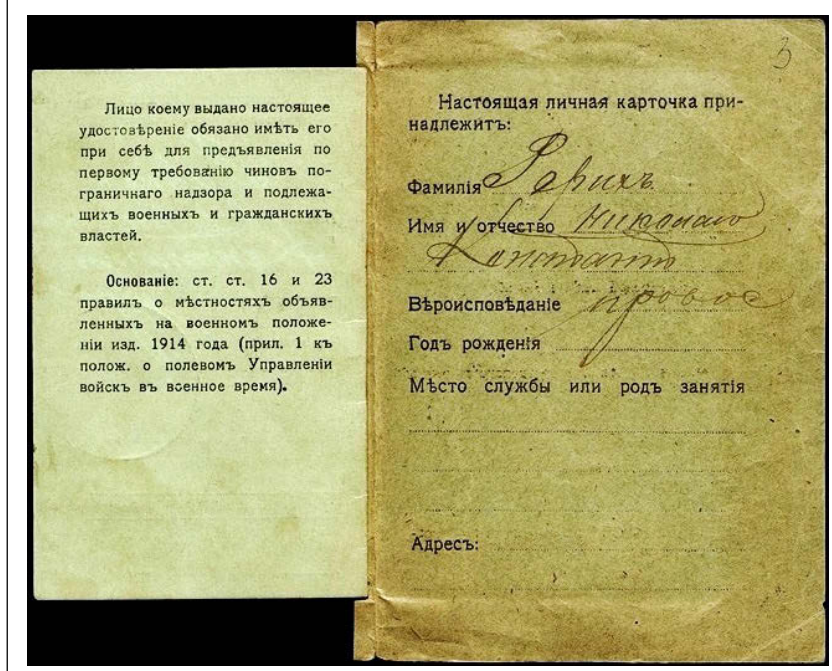 Лицо коему выдано настоящее
удостовѣреніе обязано имѣть его
при себѣ для предъявленія по
первому требованію чиновъ по-
граничнаго надзора и подлежа-
щихъ военныхъ и гражданскихъ
властей.
Основаніе: ст. ст. 16 и 23
правилъ о мѣстностяхъ объяв-
ленныхъ на военномъ положе-
ніи изд. 1914 года (прил. 1 къ
полож. о полевомъ Управленіи
войскъ въ военное время).
3
Настоящая личная карточка при-
надлежитъ:
Фамилія Рерихъ
Имя и отчество Николай
Константи
Вѣроисповѣданіе право
Годъ рожденія
Мѣсто службы или родъ занятія
Адресъ: